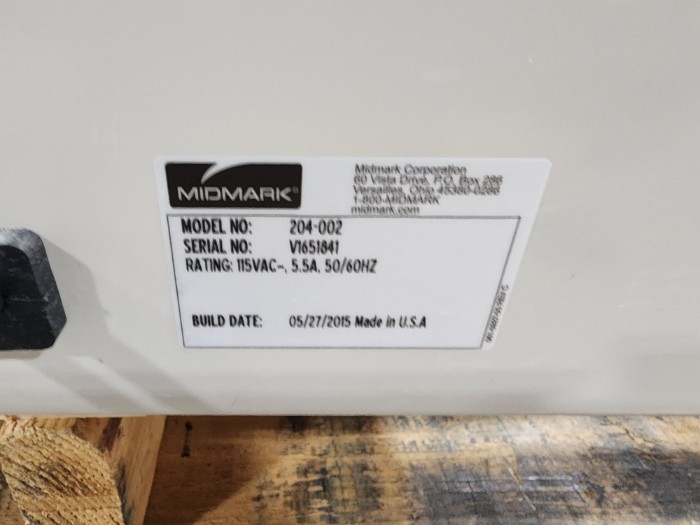 MIDMARK®
Midmark Corporation
60 Vista Drive, P.O. Box 286
Versailles, Ohio 45380-0286
1-800-MIDMARK
midmark.com
MODEL NO: 204-002
SERIAL NO: V1651841
RATING: 115VAC~, 5.5A, 50/60HZ
BUILD DATE: 05/27/2015 Made in U.S.A